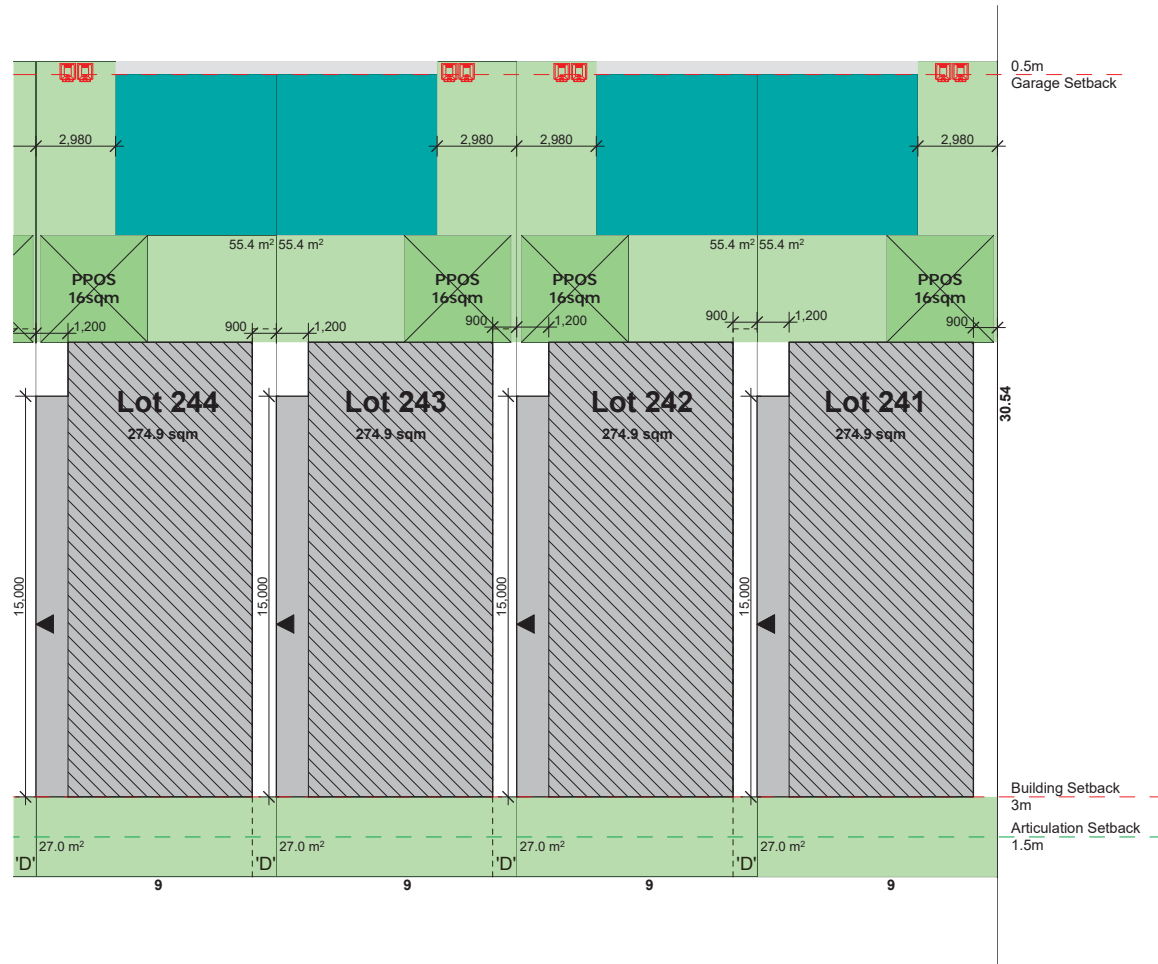 0.5m
Garage Setback
2,980
2,980
2,980
2,980
55.4 m²
55.4 m²
55.4 m²
55.4 m²
PPOS
16sqm
PPOS
16sqm
PPOS
16sqm
PPOS
16sqm
1,200
900
1,200
900
1,200
900
1,200
900
Lot 244
274.9 sqm
Lot 243
274.9 sqm
Lot 242
274.9 sqm
Lot 241
274.9 sqm
30.54
15,000
15,000
15,000
15,000
Building Setback
3m
Articulation Setback
1.5m
27.0 m²
27.0 m²
27.0 m²
27.0 m²
'D'
'D'
'D'
'D'
9
9
9
9